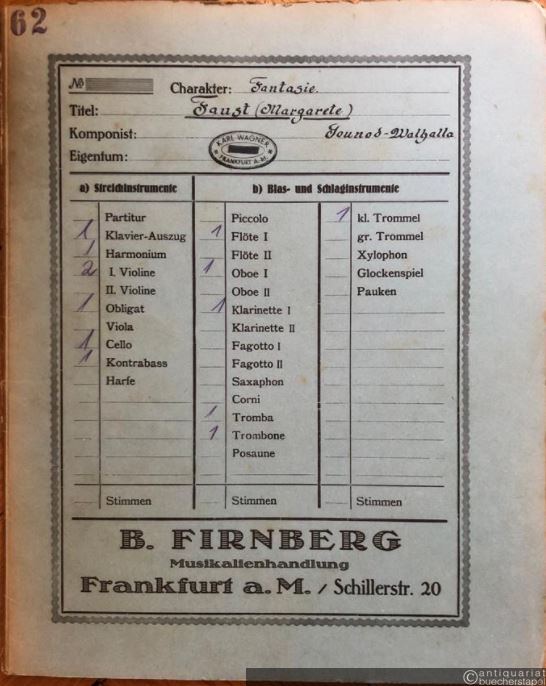 62
№
Charakter: Fantasie.
Titel: Faust (Margarete)
Komponist: Gounod-Walhalla
Eigentum:
KARL WAGNER
FRANKFURT A.M.
a) Streichinstrumente
Partitur
1 Klavier-Auszug
1 Harmonium
2 I. Violine
II. Violine
1 Obligat
Viola
1 Cello
1 Kontrabass
Harfe
Stimmen
b) Blas- und Schlaginstrumente
Piccolo
1 Flöte I
Flöte II
1 Oboe I
Oboe II
1 Klarinette I
Klarinette II
Fagotto I
Fagotto II
Saxaphon
Corni
1 Tromba
1 Trombone
Posaune
Stimmen
1 kl. Trommel
gr. Trommel
Xylophon
Glockenspiel
Pauken
Stimmen
B. FIRNBERG
Musikalienhandlung
Frankfurt a. M. / Schillerstr. 20
©antiquariat
buecherstapel